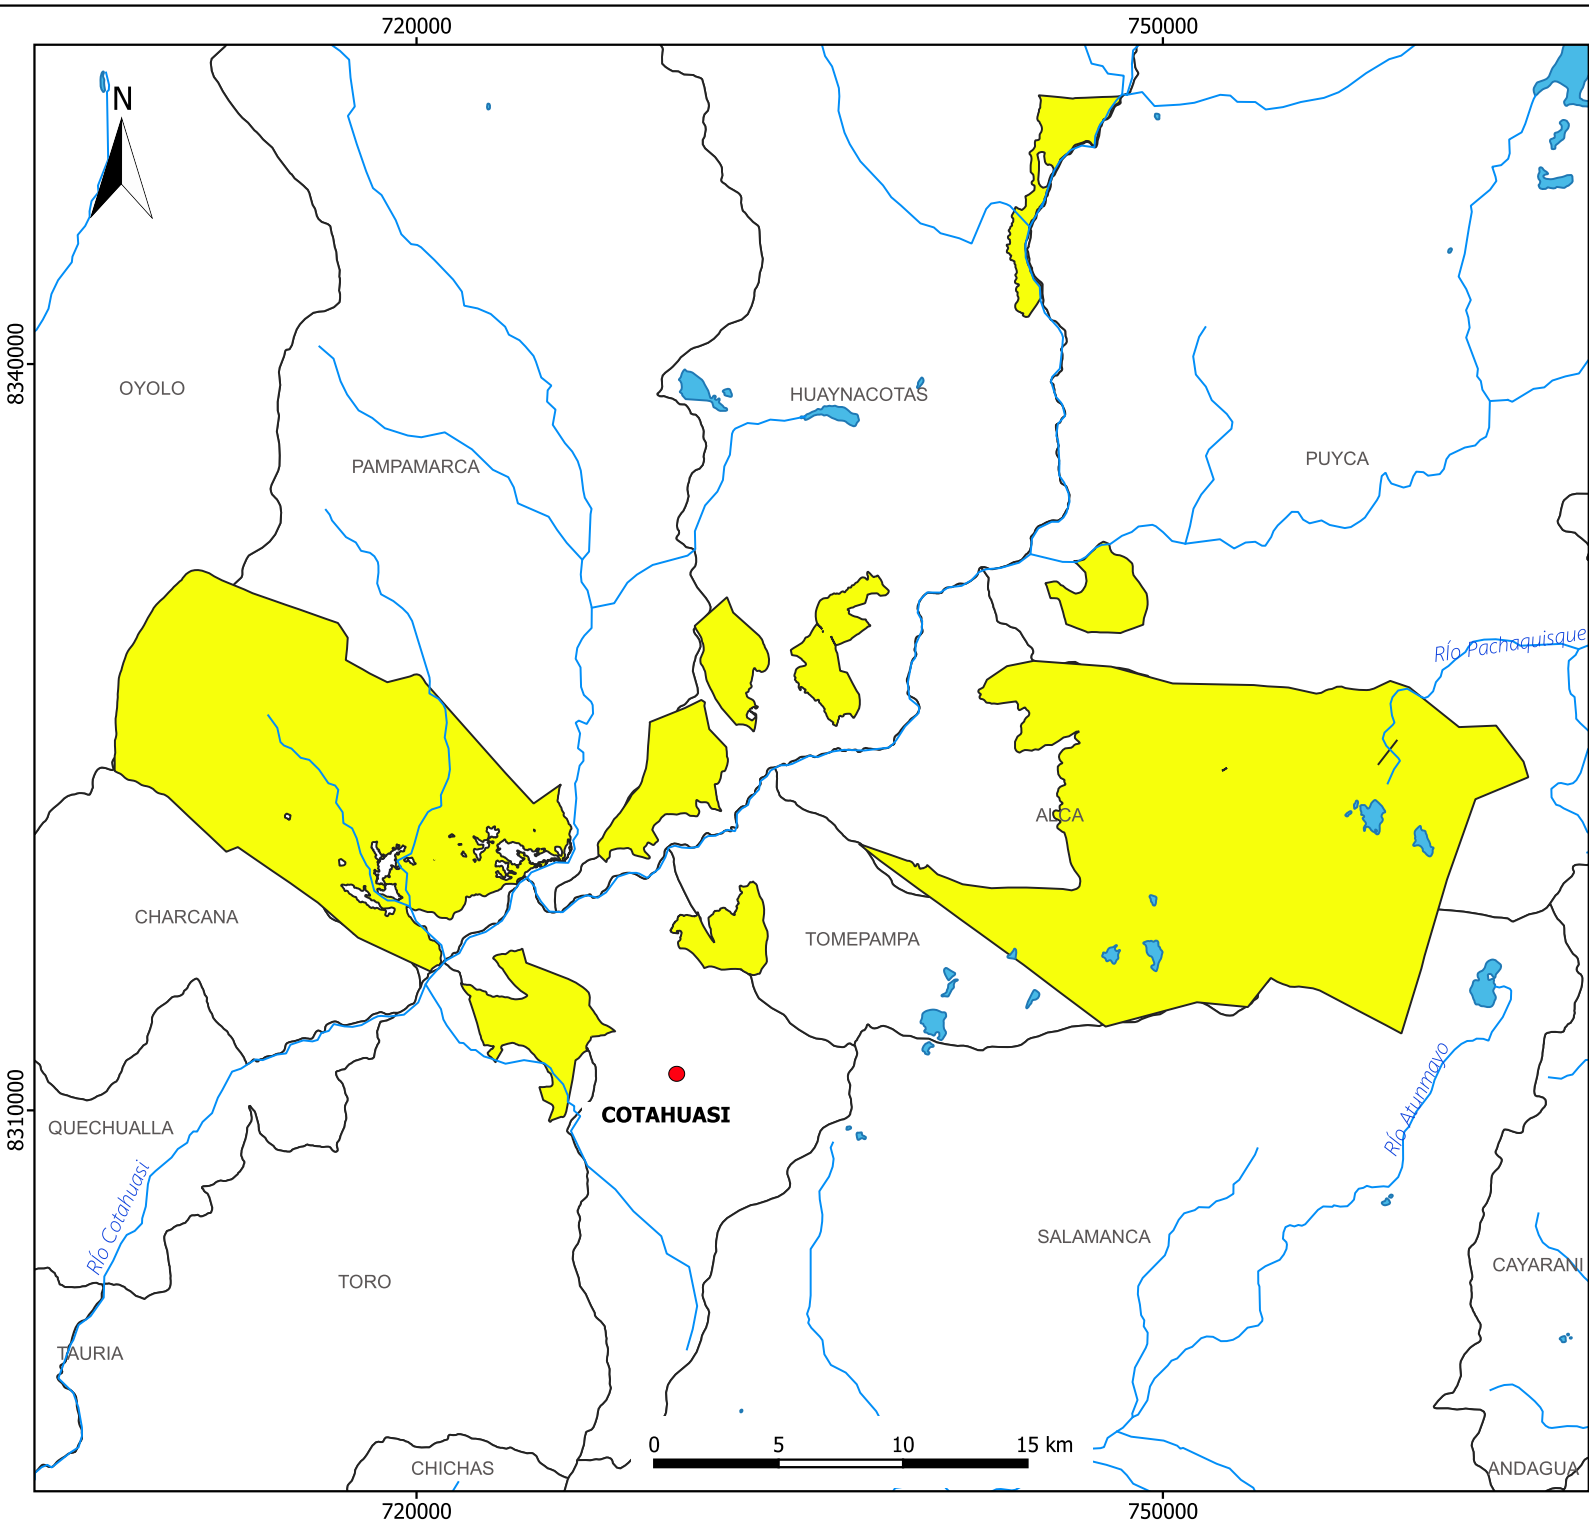 720000 750000
N
8340000
OYOLO
HUAYNACOTAS
PAMPAMARCA
PUYCA
Río Pachaquisque
ALCA
CHARCANA
TOMEPAMPA
Río Atunmayo
8310000
COTAHUASI
QUECHUALLA
Río Cotahuasi
SALAMANCA
CAYARANI
TORO
TAURIA
0 5 10 15 km
CHICHAS
ANDAGUA
720000 750000